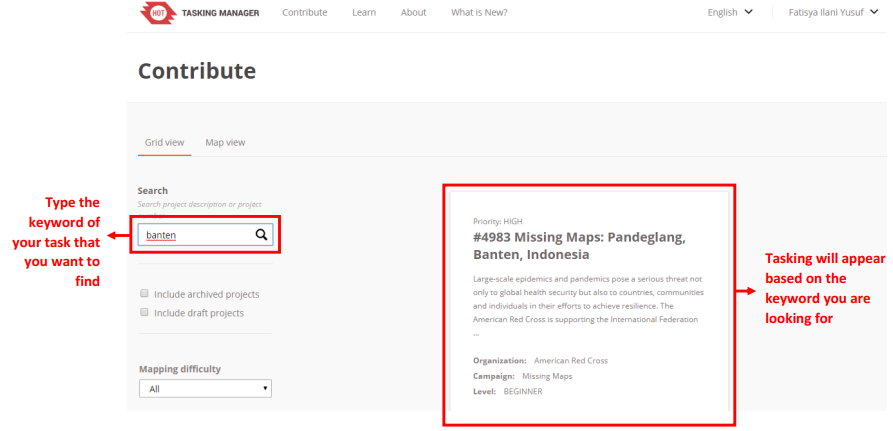 HOT TASKING MANAGER Contribute Learn About What is New? English Fatisya Ilani Yusuf
Contribute
Grid view Map view
Search
Search project description or project
number
banten
Type the
keyword of
your task that
you want to
find
Include archived projects
Include draft projects
Mapping difficulty
All
Priority: HIGH
#4983 Missing Maps: Pandeglang,
Banten, Indonesia
Large-scale epidemics and pandemics pose a serious threat not
only to global health security but also to countries, communities
and individuals in their efforts to achieve resilience. The
American Red Cross is supporting the International Federation
...
Organization: American Red Cross
Campaign: Missing Maps
Level: BEGINNER
Tasking will appear
based on the
keyword you are
looking for